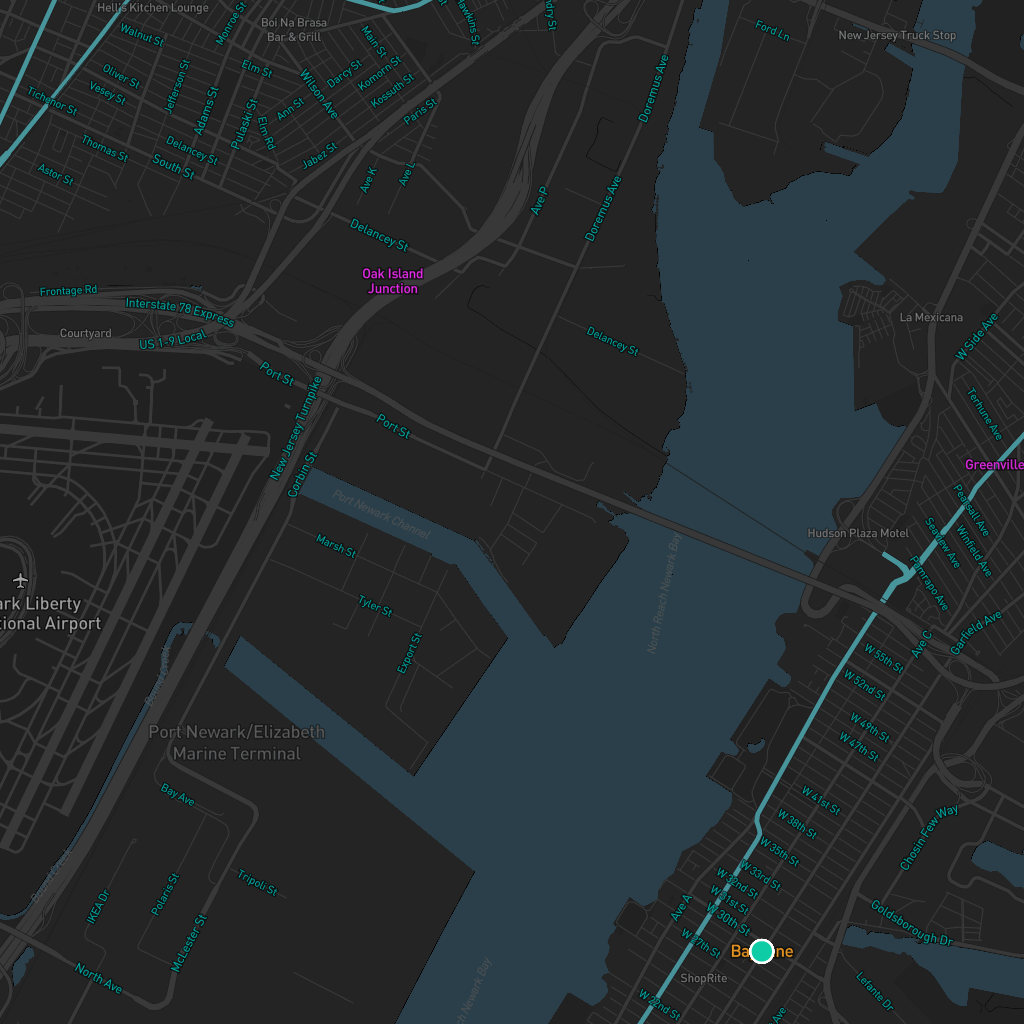 Hell's Kitchen Lounge
Boi Na Brasa
Bar & Grill
Ford Ln
New Jersey Truck Stop
Walnut St
Monroe St
Main St
Hawkins St
Komorn St
Darcy St
Kossuth St
Elm St
Wilson Ave
Oliver St
Vesey St
Jefferson St
Adams St
Tichenor St
Pulaski St
Ann St
Elm Rd
Paris St
Doremus Ave
Thomas St
Delancey St
South St
Jabez St
Astor St
Ave K
Ave L
Ave P
Doremus Ave
Delancey St
Oak Island
Junction
Frontage Rd
Interstate 78 Express
US 1-9 Local
Courtyard
La Mexicana
W Side Ave
Delancey St
Port St
New Jersey Turnpike
Terhune Ave
Port St
Corbin St
Greenville
Port Newark Channel
Pearsall Ave
Seaview Ave
Winfield Ave
Hudson Plaza Motel
Pamrapo Ave
Marsh St
North Reach Newark Bay
ark Liberty
tional Airport
Tyler St
Export St
Garfield Ave
Ave C
W 55th St
W 52nd St
W 49th St
W 47th St
Port Newark/Elizabeth
Marine Terminal
Bay Ave
W 41st St
W 38th St
W 35th St
Chosin Few Way
W 33rd St
W 32nd St
W 31st St
W 30th St
Ave A
W 27th St
Tripoli St
Polaris St
IKEA Dr
McLester St
Goldsborough Dr
Ba ne
ShopRite
North Ave
Lefante Dr
W 22nd St
Ave
ch Newark Bay